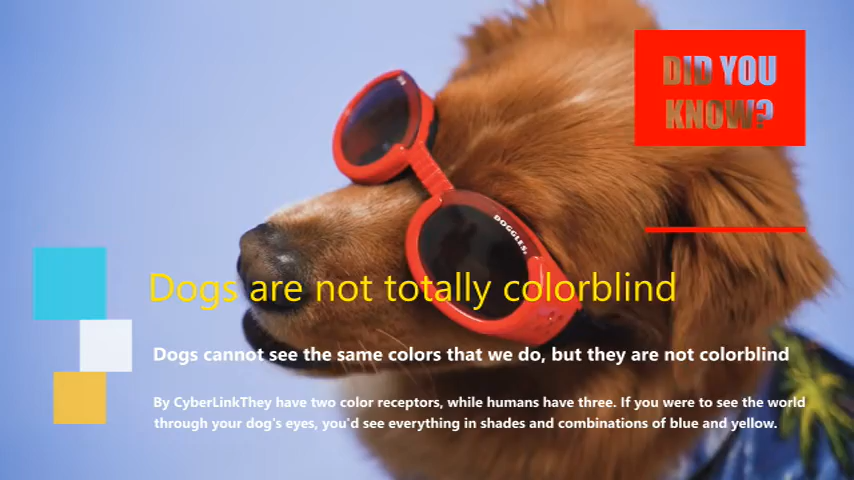 DID YOU
KNOW?
DOGGLES.
Dogs are not totally colorblind
Dogs cannot see the same colors that we do, but they are not colorblind
By CyberLinkThey have two color receptors, while humans have three. If you were to see the world
through your dog's eyes, you'd see everything in shades and combinations of blue and yellow.